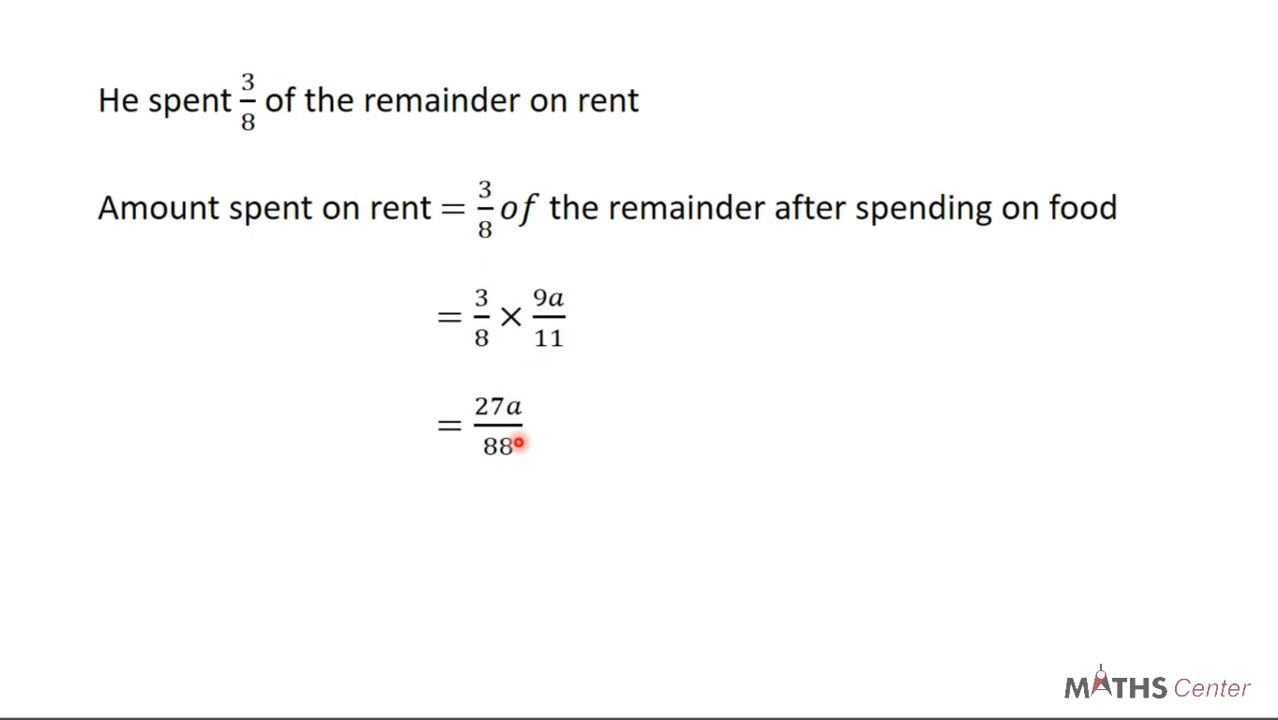 He spent 3/8 of the remainder on rent
Amount spent on rent = 3/8 of the remainder after spending on food
= 3/8 × 9a/11
= 27a/88
MATHS Center